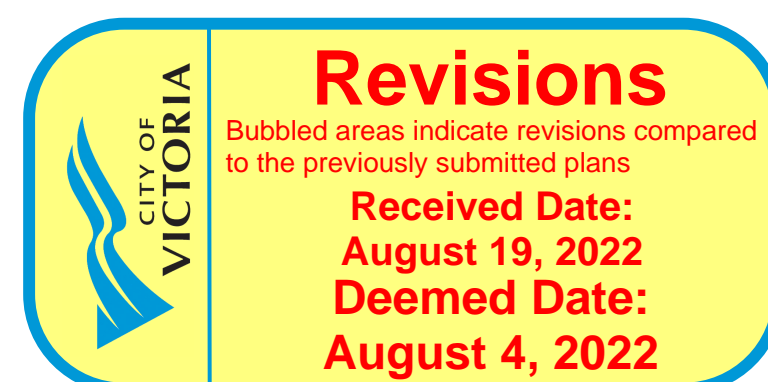 CITY OF
VICTORIA
Revisions
Bubbled areas indicate revisions compared
to the previously submitted plans
Received Date:
August 19, 2022
Deemed Date:
August 4, 2022